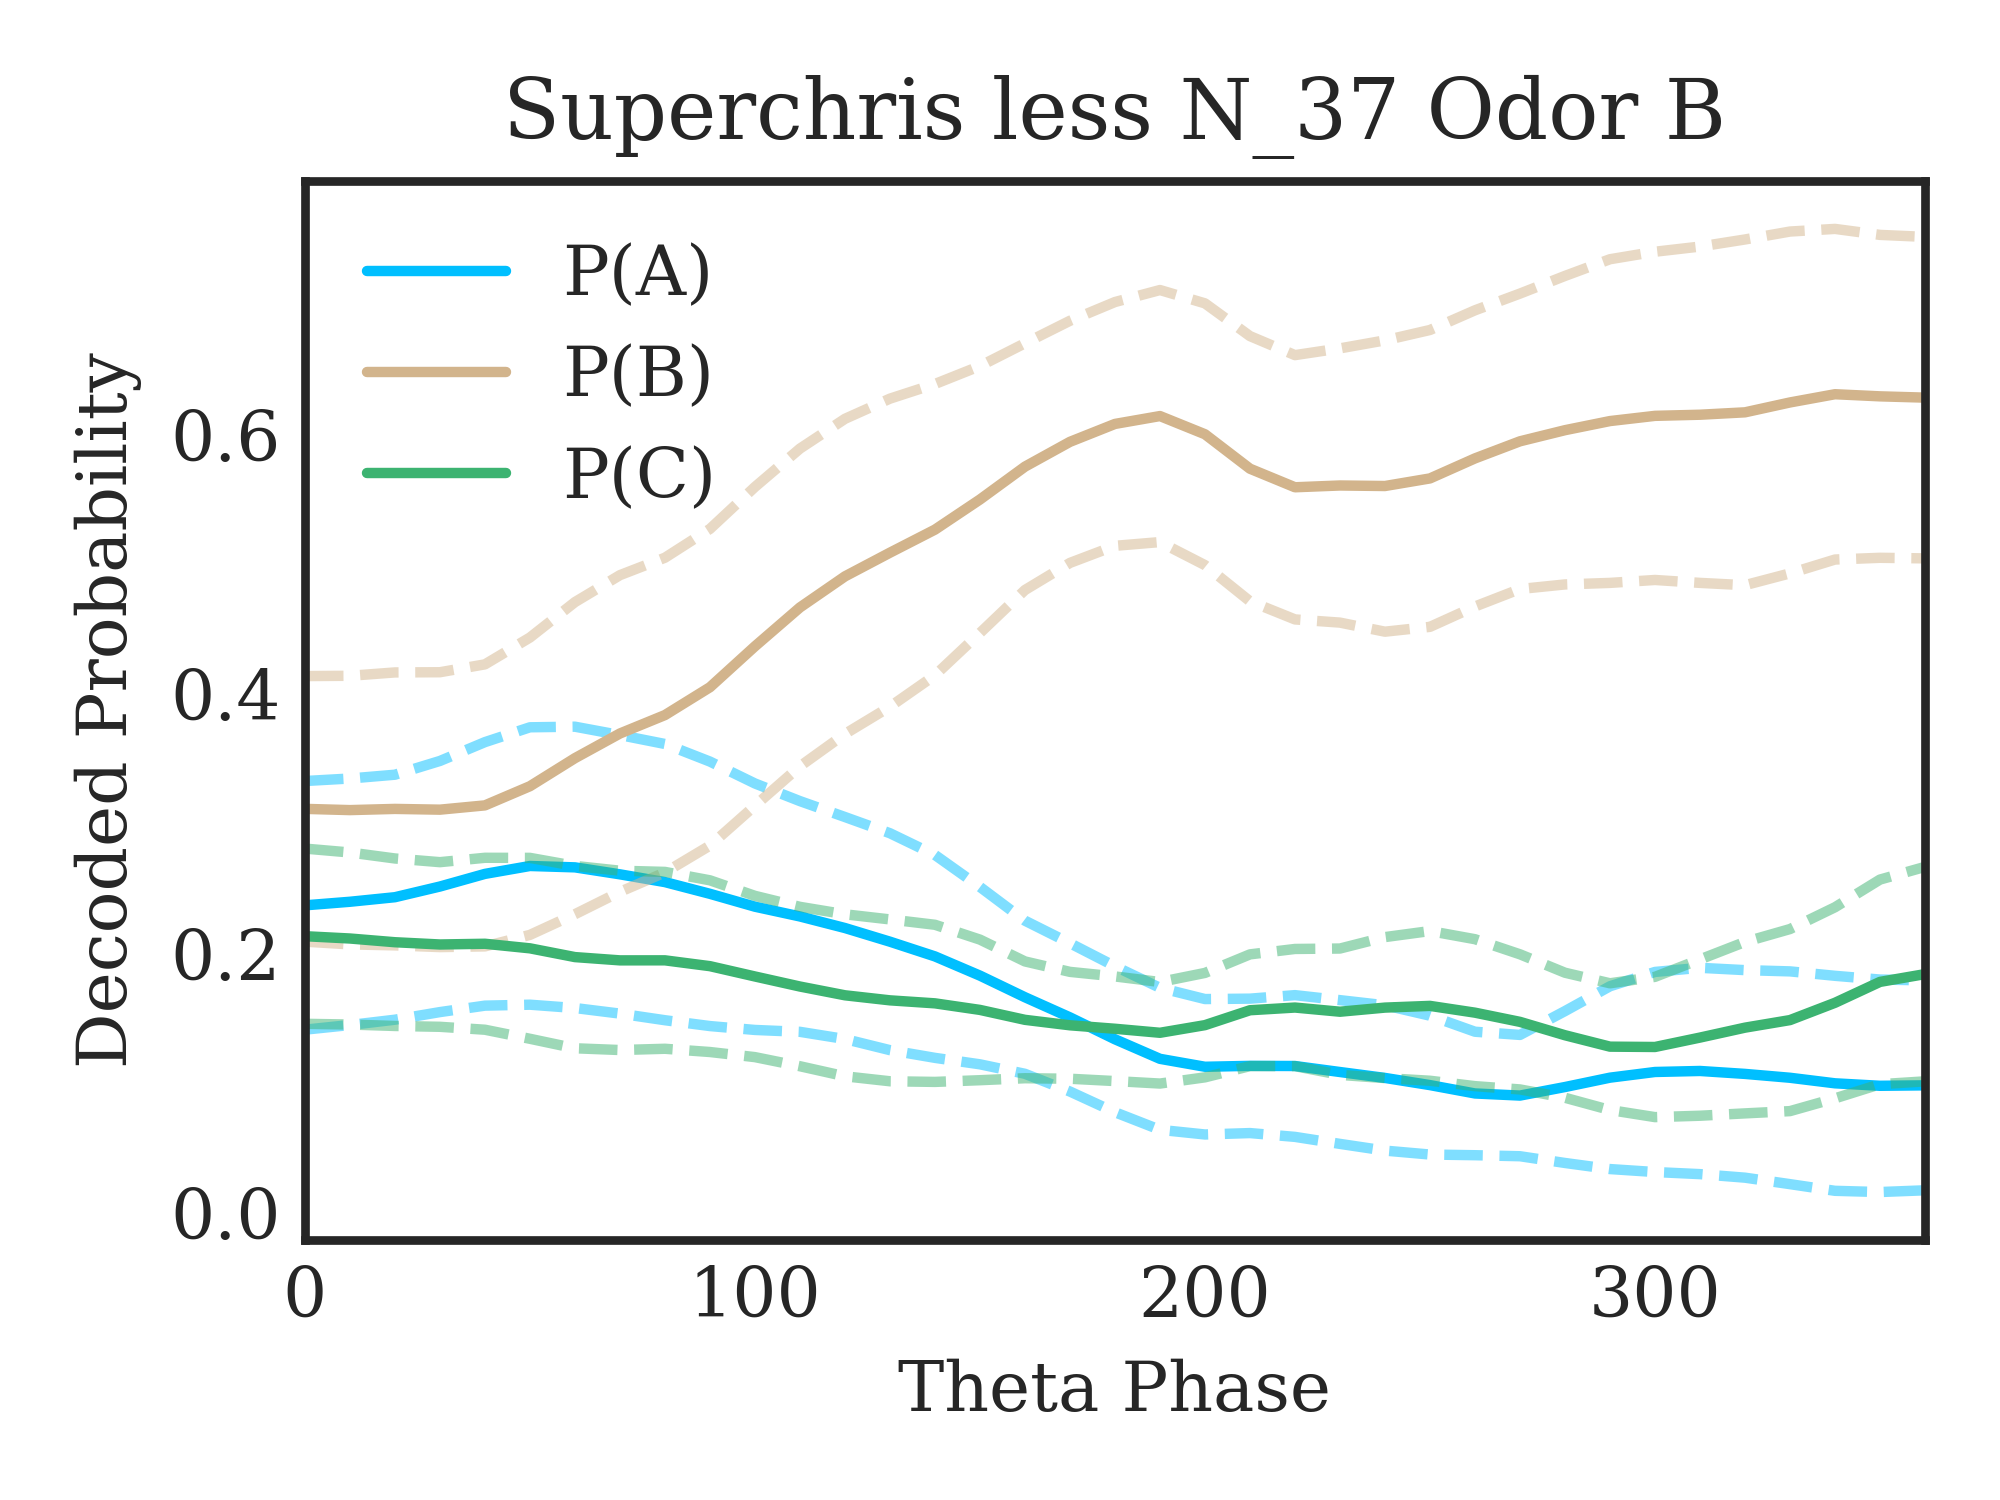 Superchris less N_37 Odor B
P(A)
P(B)
P(C)
Decoded Probability
0.6
0.4
0.2
0.0
0 100 200 300
Theta Phase